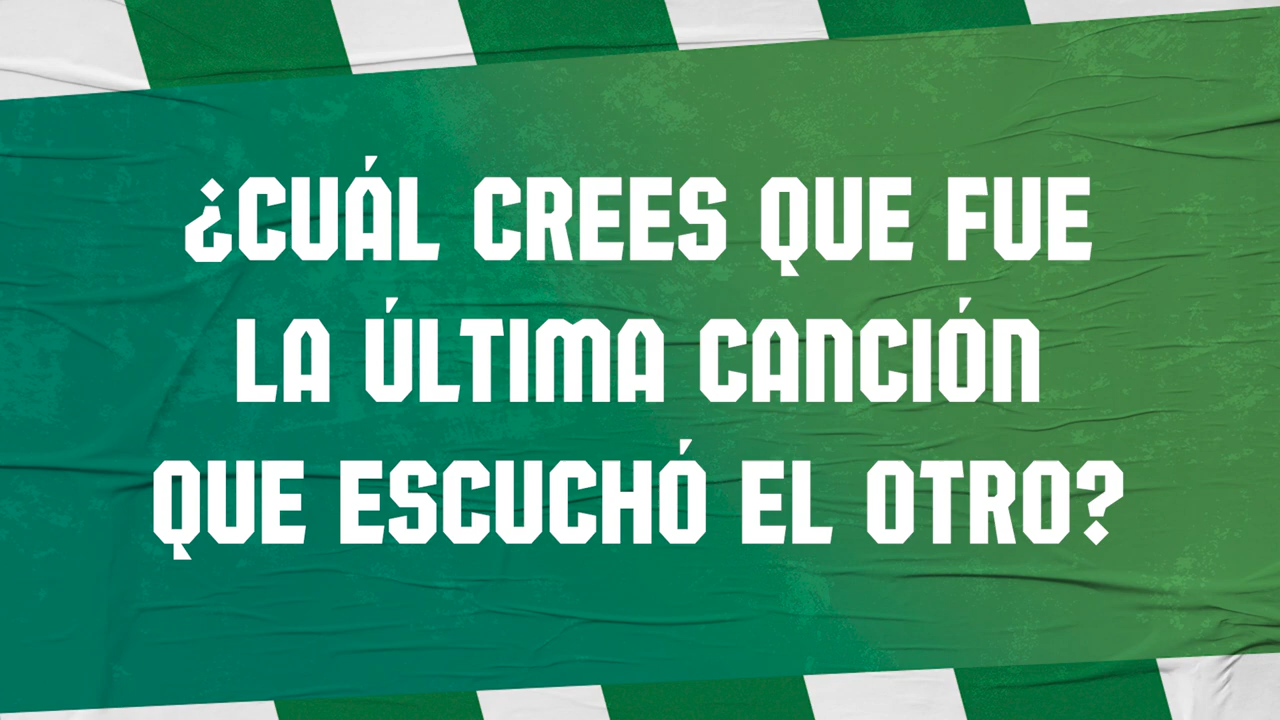 ¿CUÁL CREES QUE FUE
LA ÚLTIMA CANCIÓN
QUE ESCUCHÓ EL OTRO?